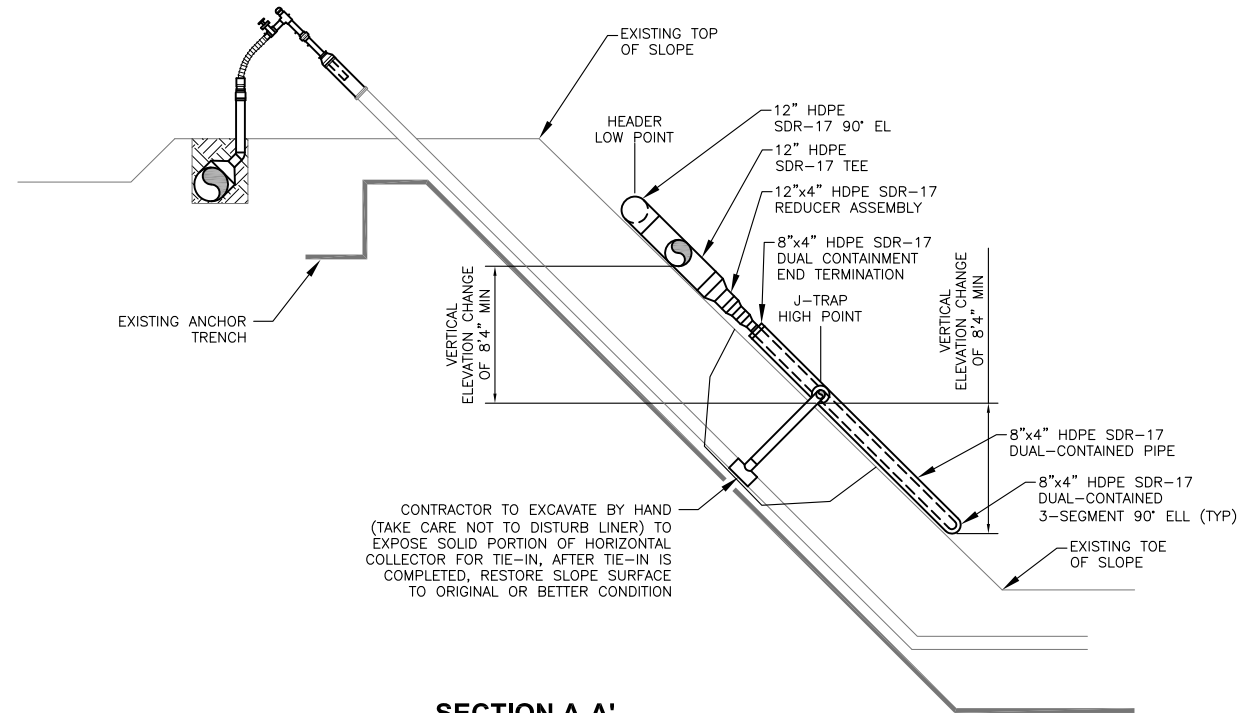 EXISTING TOP
OF SLOPE
HEADER
LOW POINT
12" HDPE
SDR-17 90° EL
12" HDPE
SDR-17 TEE
12"x4" HDPE SDR-17
REDUCER ASSEMBLY
8"x4" HDPE SDR-17
DUAL CONTAINMENT
END TERMINATION
J-TRAP
HIGH POINT
VERTICAL
ELEVATION CHANGE
OF 8'4" MIN
EXISTING ANCHOR
TRENCH
VERTICAL
ELEVATION CHANGE
OF 8'4" MIN
8"x4" HDPE SDR-17
DUAL-CONTAINED PIPE
8"x4" HDPE SDR-17
DUAL-CONTAINED
3-SEGMENT 90° ELL (TYP)
CONTRACTOR TO EXCAVATE BY HAND
(TAKE CARE NOT TO DISTURB LINER) TO
EXPOSE SOLID PORTION OF HORIZONTAL
COLLECTOR FOR TIE-IN, AFTER TIE-IN IS
COMPLETED, RESTORE SLOPE SURFACE
TO ORIGINAL OR BETTER CONDITION
EXISTING TOE
OF SLOPE
SECTION A-A'